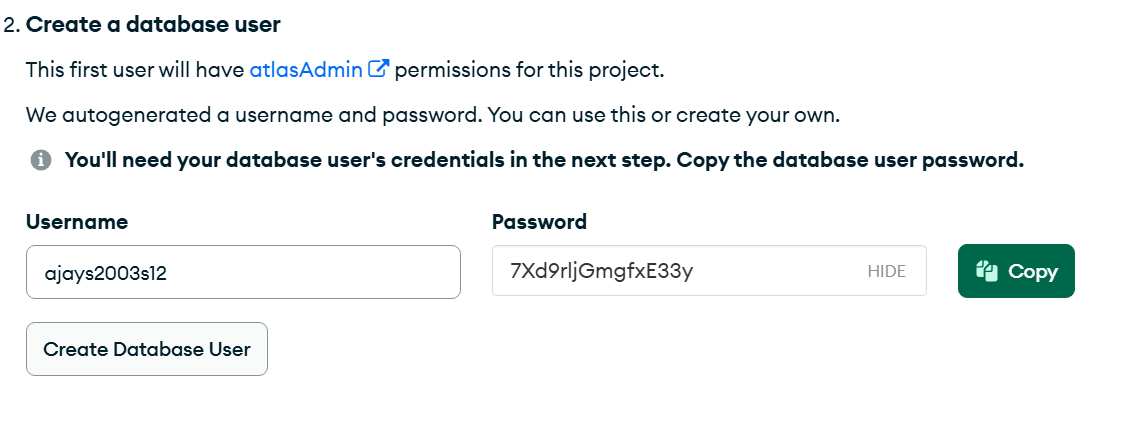 2. Create a database user
This first user will have atlasAdmin permissions for this project.
We autogenerated a username and password. You can use this or create your own.
You'll need your database user's credentials in the next step. Copy the database user password.
Username Password
ajays2003s12 7Xd9rljGmgfxE33y HIDE Copy
Create Database User